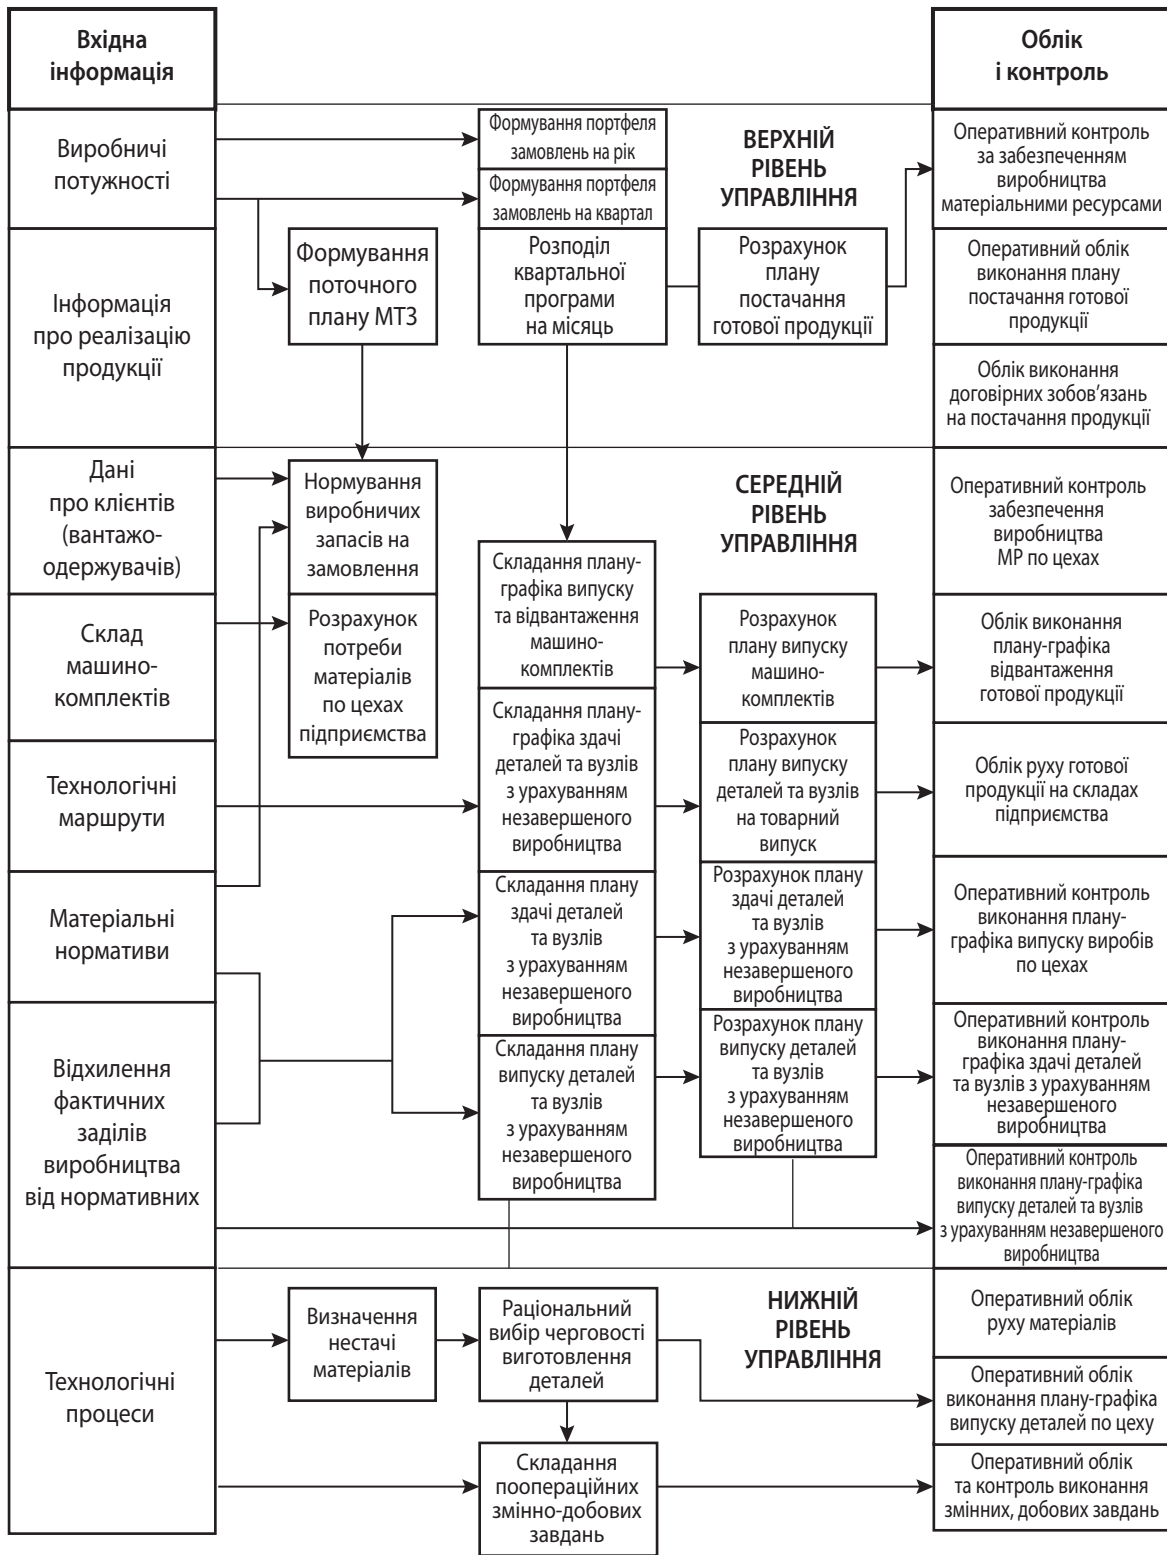 Вхідна
інформація
Облік
і контроль
Виробничі
потужності
Формування портфеля
замовлень на рік
Формування портфеля
замовлень на квартал
ВЕРХНІЙ
РІВЕНЬ
УПРАВЛІННЯ
Оперативний контроль
за забезпеченням
виробництва
матеріальними ресурсами
Інформація
про реалізацію
продукції
Формування
поточного
плану МТЗ
Розподіл
квартальної
програми
на місяць
Розрахунок
плану
постачання
готової продукції
Оперативний облік
виконання плану
постачання готової
продукції
Облік виконання
договірних зобов'язань
на постачання продукції
Дані
про клієнтів
(вантажо-
одержувачів)
Нормування
виробничих
запасів на
замовлення
СЕРЕДНІЙ
РІВЕНЬ
УПРАВЛІННЯ
Оперативний контроль
забезпечення
виробництва
МР по цехах
Склад
машино-
комплектів
Розрахунок
потреби
матеріалів
по цехах
підприємства
Складання плану-
графіка випуску
та відвантаження
машино-
комплектів
Розрахунок
плану випуску
машино-
комплектів
Облік виконання
плану-графіка
відвантаження
готової продукції
Технологічні
маршрути
Складання плану-
графіка здачі
деталей та вузлів
з урахуванням
незавершеного
виробництва
Розрахунок
плану випуску
деталей та вузлів
на товарний
випуск
Облік руху готової
продукції на складах
підприємства
Матеріальні
нормативи
Складання плану
здачі деталей
та вузлів
з урахуванням
незавершеного
виробництва
Розрахунок плану
здачі деталей
та вузлів
з урахуванням
незавершеного
виробництва
Оперативний контроль
виконання плану-
графіка випуску виробів
по цехах
Відхилення
фактичних
заділів
виробництва
від нормативних
Складання плану
випуску деталей
та вузлів
з урахуванням
незавершеного
виробництва
Розрахунок плану
випуску деталей
та вузлів
з урахуванням
незавершеного
виробництва
Оперативний контроль
виконання плану-
графіка здачі деталей
та вузлів з урахуванням
незавершеного
виробництва
Оперативний контроль
виконання плану-графіка
випуску деталей та вузлів
з урахуванням незавершеного
виробництва
Технологічні
процеси
Визначення
нестачі
матеріалів
Раціональний
вибір черговості
виготовлення
деталей
НИЖНІЙ
РІВЕНЬ
УПРАВЛІННЯ
Оперативний облік
руху матеріалів
Оперативний облік
виконання плану-графіка
випуску деталей по цеху
Складання
поопераційних
змінно-добових
завдань
Оперативний облік
та контроль виконання
змінних, добових завдань